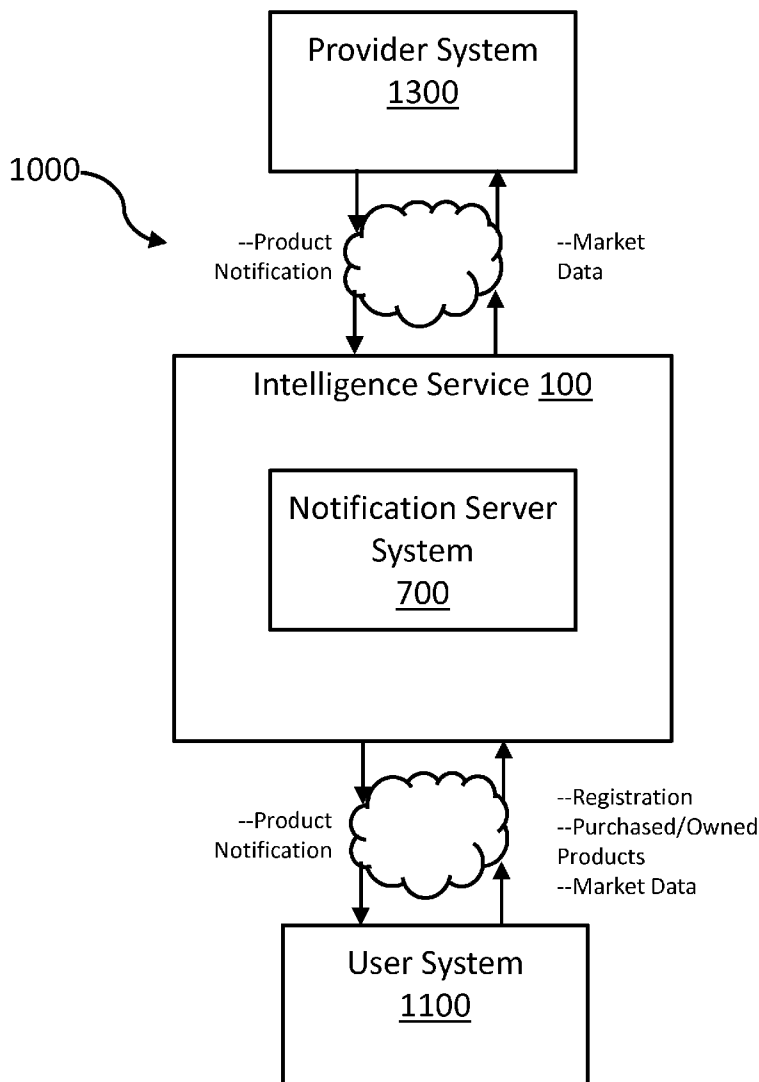 Provider System
1300
1000
--Product
Notification
--Market
Data
Intelligence Service 100
Notification Server
System
700
--Product
Notification
--Registration
--Purchased/Owned
Products
--Market Data
User System
1100